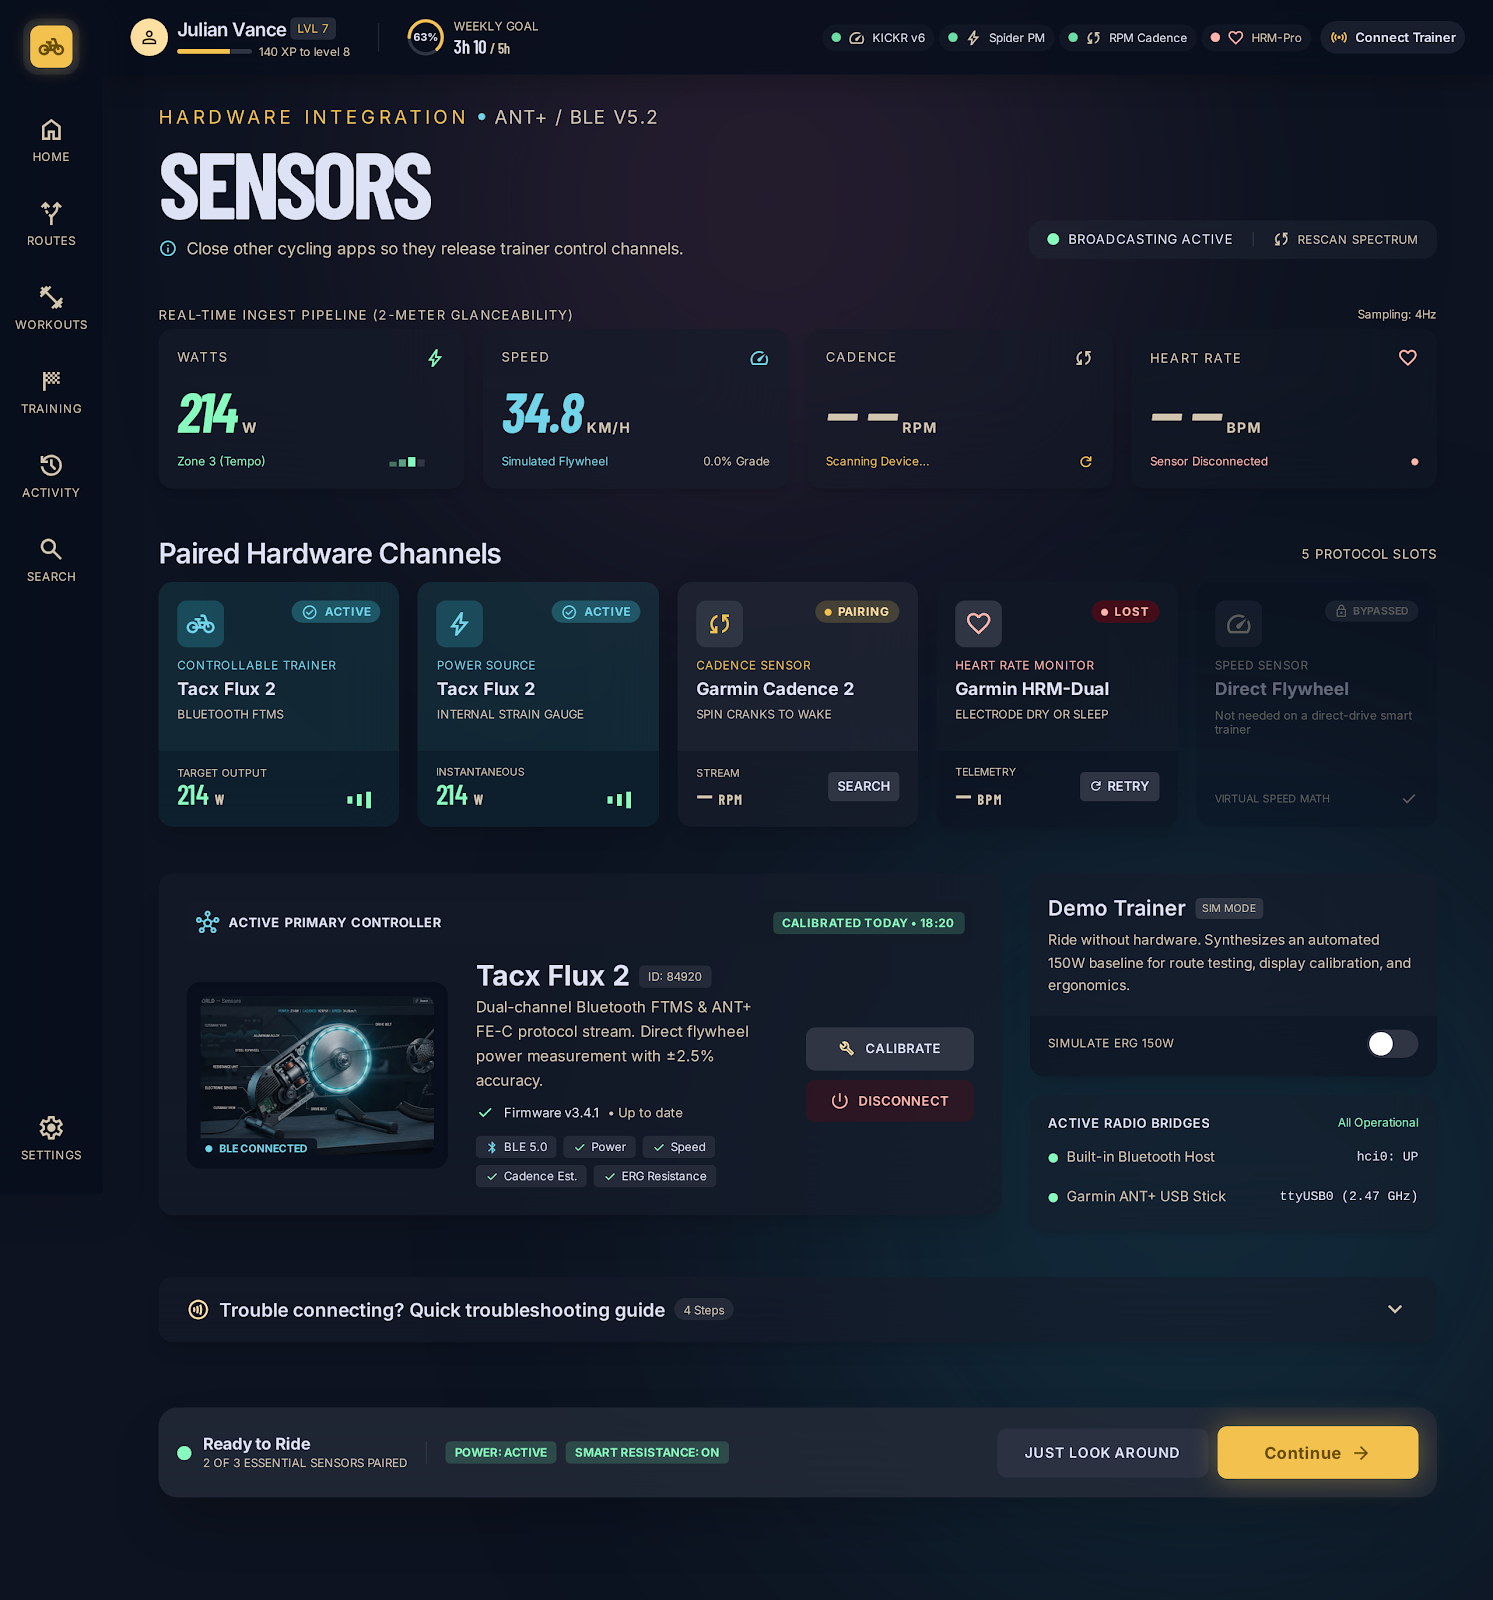 Julian Vance LVL 7
140 XP to level 8
63%
WEEKLY GOAL
3h 10 / 5h
KICKR v6
Spider PM
RPM Cadence
HRM-Pro
Connect Trainer
HOME
ROUTES
WORKOUTS
TRAINING
ACTIVITY
SEARCH
SETTINGS
HARDWARE INTEGRATION • ANT+ / BLE V5.2
SENSORS
Close other cycling apps so they release trainer control channels.
BROADCASTING ACTIVE
RESCAN SPECTRUM
REAL-TIME INGEST PIPELINE (2-METER GLANCEABILITY)
Sampling: 4Hz
WATTS
214 W
Zone 3 (Tempo)
SPEED
34.8 KM/H
Simulated Flywheel
0.0% Grade
CADENCE
— — RPM
Scanning Device...
HEART RATE
— — BPM
Sensor Disconnected
Paired Hardware Channels
5 PROTOCOL SLOTS
ACTIVE
CONTROLLABLE TRAINER
Tacx Flux 2
BLUETOOTH FTMS
TARGET OUTPUT
214 W
ACTIVE
POWER SOURCE
Tacx Flux 2
INTERNAL STRAIN GAUGE
INSTANTANEOUS
214 W
PAIRING
CADENCE SENSOR
Garmin Cadence 2
SPIN CRANKS TO WAKE
STREAM
— RPM
SEARCH
LOST
HEART RATE MONITOR
Garmin HRM-Dual
ELECTRODE DRY OR SLEEP
TELEMETRY
— BPM
RETRY
BYPASSED
SPEED SENSOR
Direct Flywheel
Not needed on a direct-drive smart
trainer
VIRTUAL SPEED MATH
ACTIVE PRIMARY CONTROLLER
CALIBRATED TODAY • 18:20
BLE CONNECTED
Tacx Flux 2 ID: 84920
Dual-channel Bluetooth FTMS & ANT+
FE-C protocol stream. Direct flywheel
power measurement with ±2.5%
accuracy.
Firmware v3.4.1 • Up to date
BLE 5.0
Power
Speed
Cadence Est.
ERG Resistance
CALIBRATE
DISCONNECT
Demo Trainer SIM MODE
Ride without hardware. Synthesizes an automated
150W baseline for route testing, display calibration, and
ergonomics.
SIMULATE ERG 150W
ACTIVE RADIO BRIDGES
All Operational
Built-in Bluetooth Host
hci0: UP
Garmin ANT+ USB Stick
ttyUSB0 (2.47 GHz)
Trouble connecting? Quick troubleshooting guide 4 Steps
Ready to Ride
2 OF 3 ESSENTIAL SENSORS PAIRED
POWER: ACTIVE
SMART RESISTANCE: ON
JUST LOOK AROUND
Continue